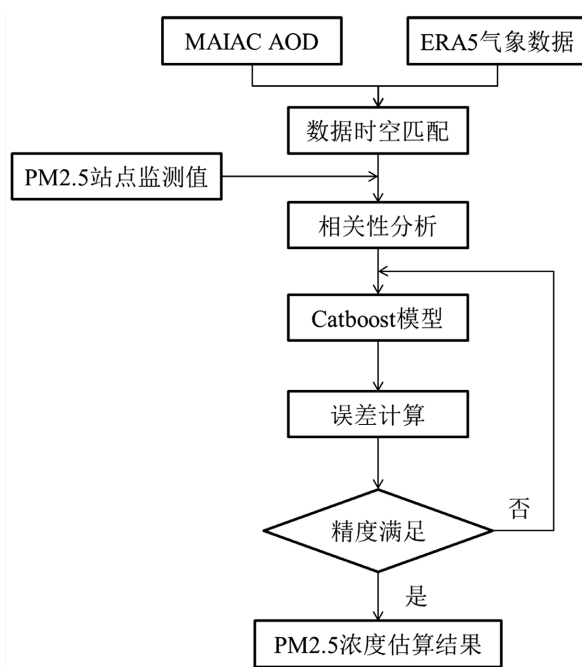 MAIAC AOD
ERA5气象数据
数据时空匹配
PM2.5站点监测值
相关性分析
Catboost模型
误差计算
精度满足
否
是
PM2.5浓度估算结果